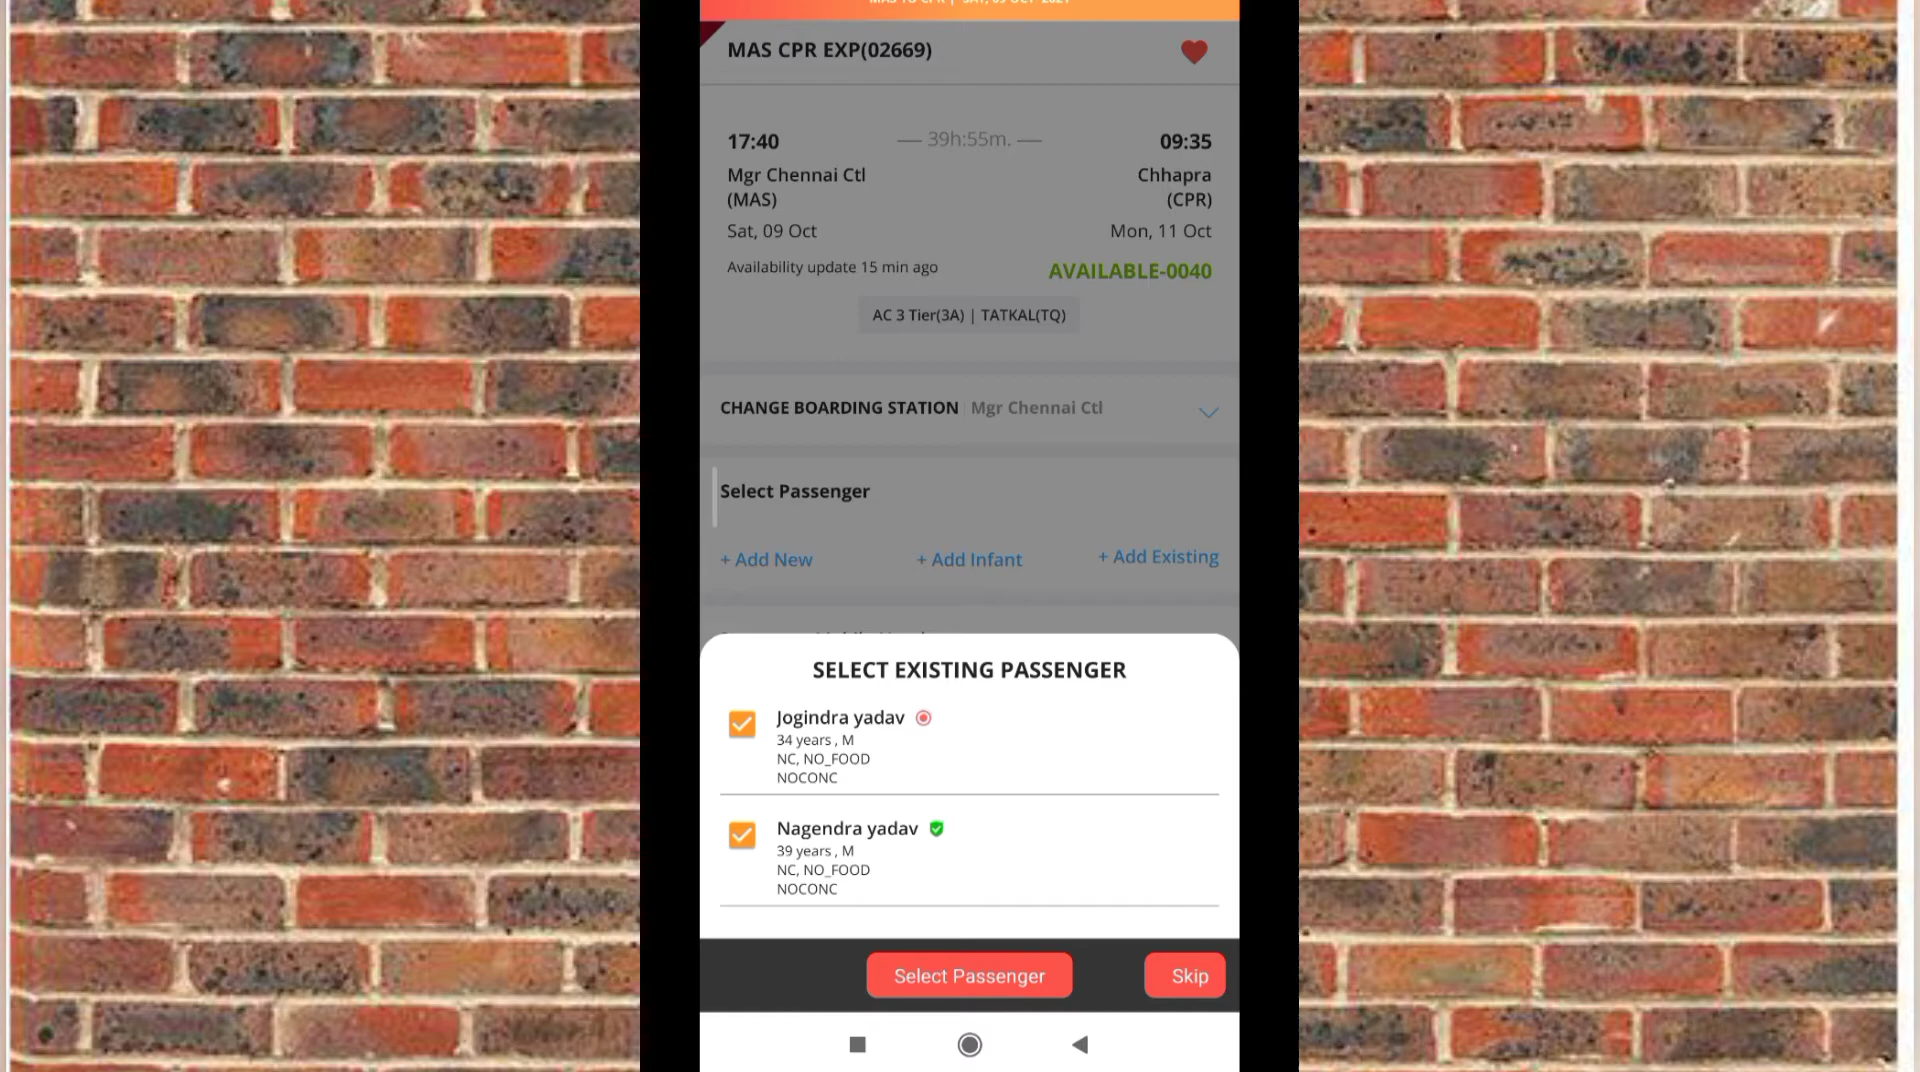 MAS CPR EXP(02669)
17:40 — 39h:55m. — 09:35
Mgr Chennai Ctl Chhapra
(MAS) (CPR)
Sat, 09 Oct Mon, 11 Oct
Availability update 15 min ago AVAILABLE-0040
AC 3 Tier(3A) | TATKAL(TQ)
CHANGE BOARDING STATION | Mgr Chennai Ctl
Select Passenger
+ Add New + Add Infant + Add Existing
SELECT EXISTING PASSENGER
Jogindra yadav
34 years , M
NC, NO_FOOD
NOCONC
Nagendra yadav
39 years , M
NC, NO_FOOD
NOCONC
Select Passenger Skip